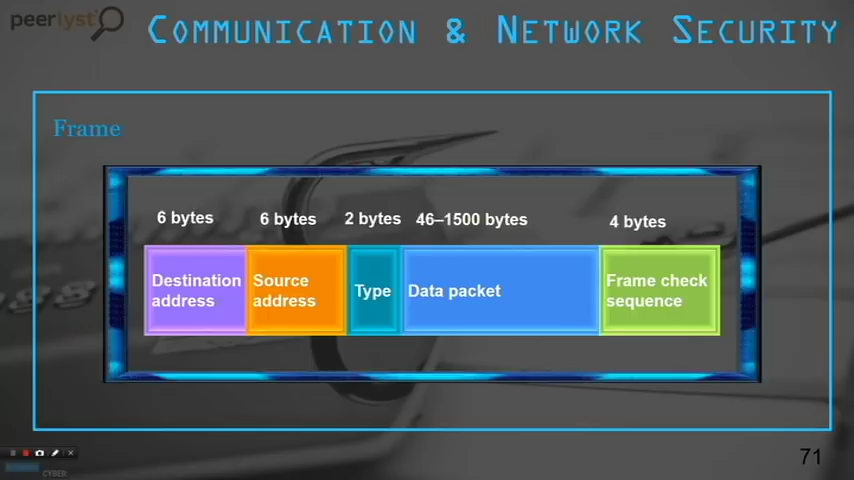 peerlyst
COMMUNICATION & NETWORK SECURITY
Frame
6 bytes 6 bytes 2 bytes 46–1500 bytes 4 bytes
Destination address
Source address
Type
Data packet
Frame check sequence
CYBER
71